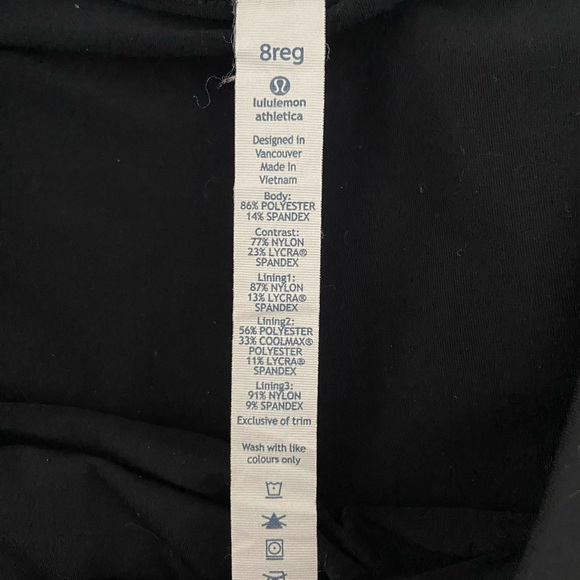 8reg
lululemon
athletica
Designed in
Vancouver
Made in
Vietnam
Body:
86% POLYESTER
14% SPANDEX
Contrast:
77% NYLON
23% LYCRA®
SPANDEX
Lining1:
87% NYLON
13% LYCRA®
SPANDEX
Lining2:
56% POLYESTER
33% COOLMAX®
POLYESTER
11% LYCRA®
SPANDEX
Lining3:
91% NYLON
9% SPANDEX
Exclusive of trim
Wash with like
colours only